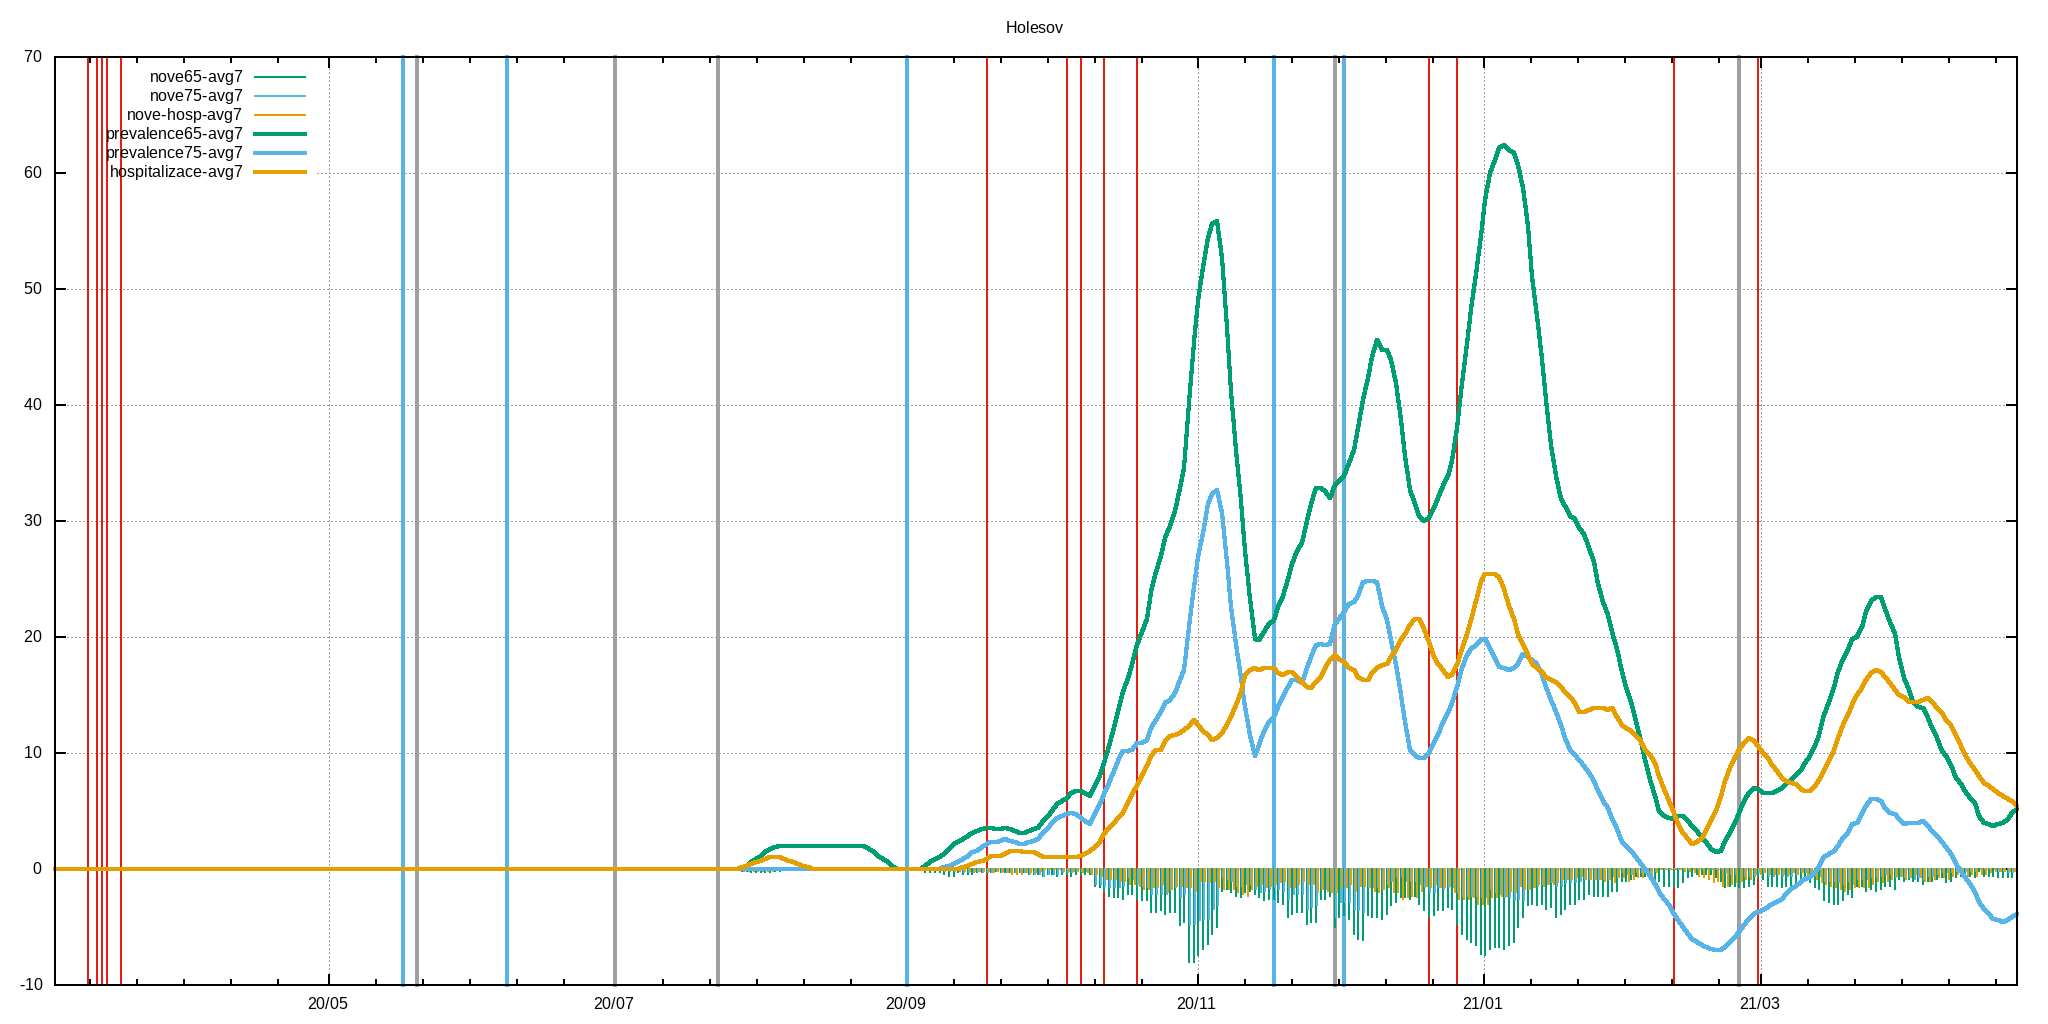 Holesov
70
60
50
40
30
20
10
0
-10
nove65-avg7
nove75-avg7
nove-hosp-avg7
prevalence65-avg7
prevalence75-avg7
hospitalizace-avg7
20/05 20/07 20/09 20/11 21/01 21/03